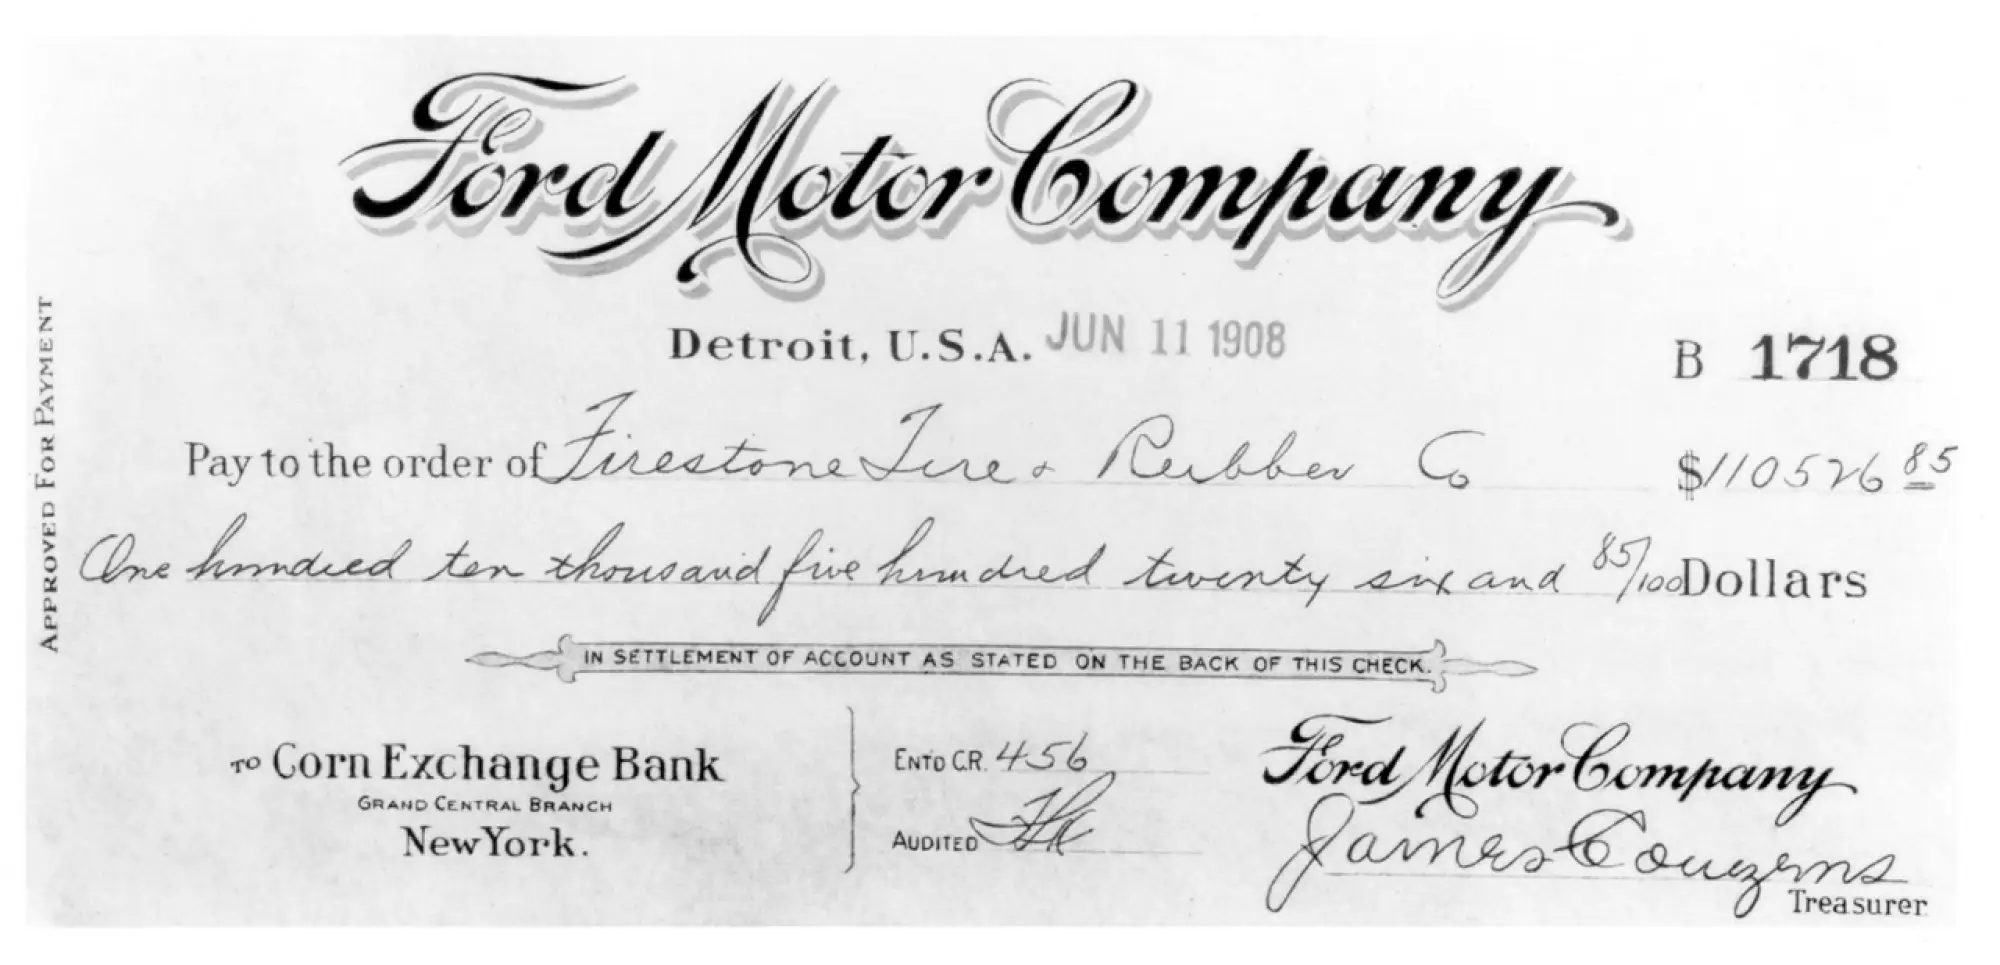 Ford Motor Company
Detroit, U.S.A. JUN 11 1908
B 1718
APPROVED FOR PAYMENT
Pay to the order of Firestone Tire & Rubber Co $110526 85
One hundred ten thousand five hundred twenty six and 85/100 Dollars
IN SETTLEMENT OF ACCOUNT AS STATED ON THE BACK OF THIS CHECK.
TO Corn Exchange Bank
GRAND CENTRAL BRANCH
New York.
ENT'D C.R. 456
AUDITED
Ford Motor Company
James Couzens
Treasurer